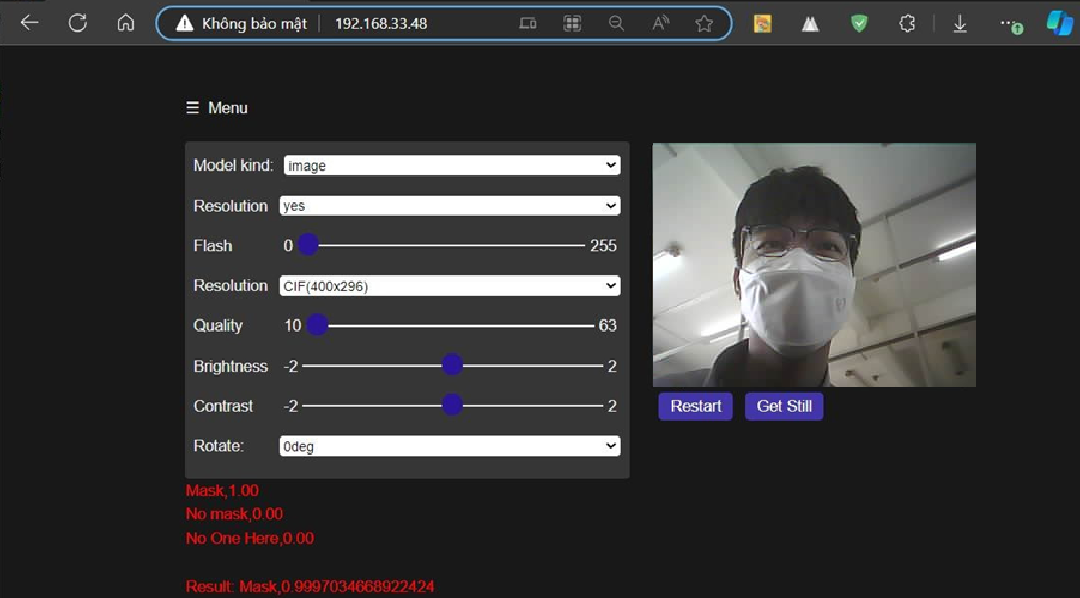 Không bảo mật 192.168.33.48
☰ Menu
Model kind: image
Resolution yes
Flash 0 255
Resolution CIF(400x296)
Quality 10 63
Brightness -2 2
Contrast -2 2
Rotate: 0deg
Restart Get Still
Mask,1.00
No mask,0.00
No One Here,0.00
Result: Mask,0.9997034668922424